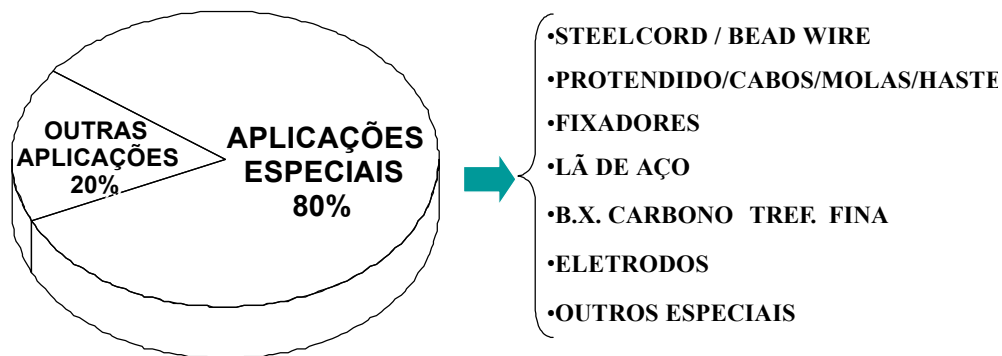 OUTRAS
APLICAÇÕES
20%
APLICAÇÕES
ESPECIAIS
80%
•STEELCORD / BEAD WIRE
•PROTENDIDO/CABOS/MOLAS/HASTE
•FIXADORES
•LÃ DE AÇO
•B.X. CARBONO TREF. FINA
•ELETRODOS
•OUTROS ESPECIAIS